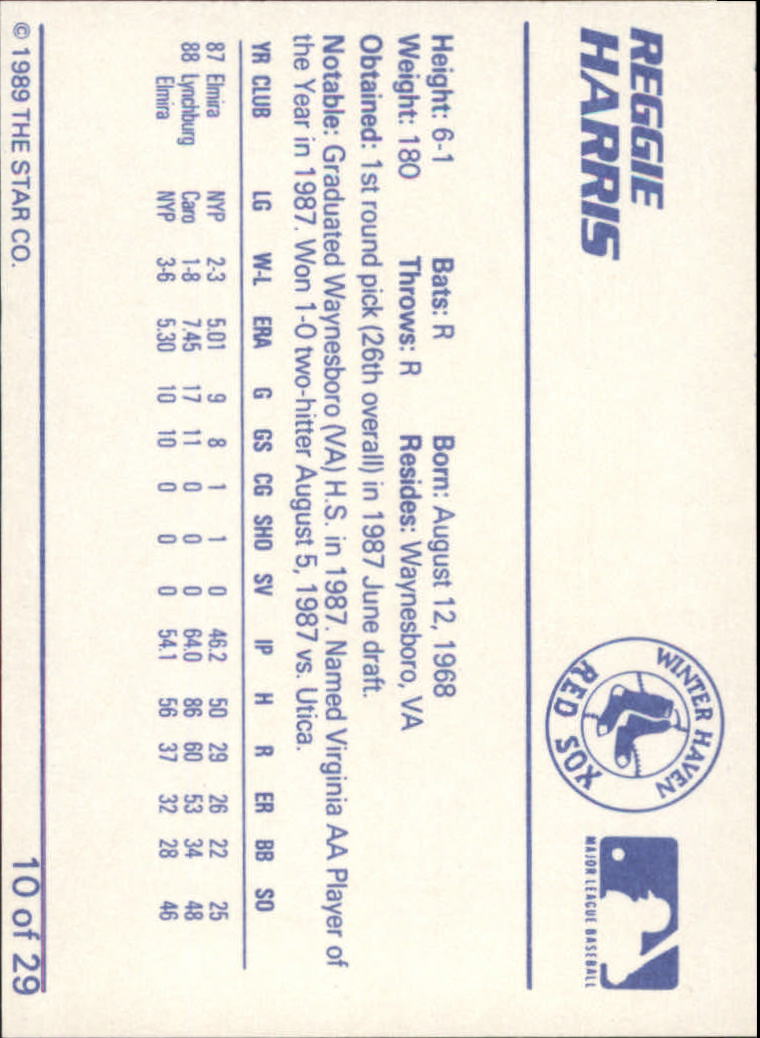 REGGIE
HARRIS
WINTER HAVEN
RED SOX
MAJOR LEAGUE BASEBALL
Height: 6-1 Bats: R Born: August 12, 1968
Weight: 180 Throws: R Resides: Waynesboro, VA
Obtained: 1st round pick (26th overall) in 1987 June draft.
Notable: Graduated Waynesboro (VA) H.S. in 1987. Named Virginia AA Player of
the Year in 1987. Won 1-0 two-hitter August 5, 1987 vs. Utica.
YR CLUB LG W-L ERA G GS CG SHO SV IP H R ER BB SO
87 Elmira NYP 2-3 5.01 9 8 1 1 0 46.2 50 29 26 22 25
88 Lynchburg Caro 1-8 7.45 17 11 0 0 0 64.0 86 60 53 34 48
Elmira NYP 3-6 5.30 10 10 0 0 0 54.1 56 37 32 28 46
© 1989 THE STAR CO. 10 of 29